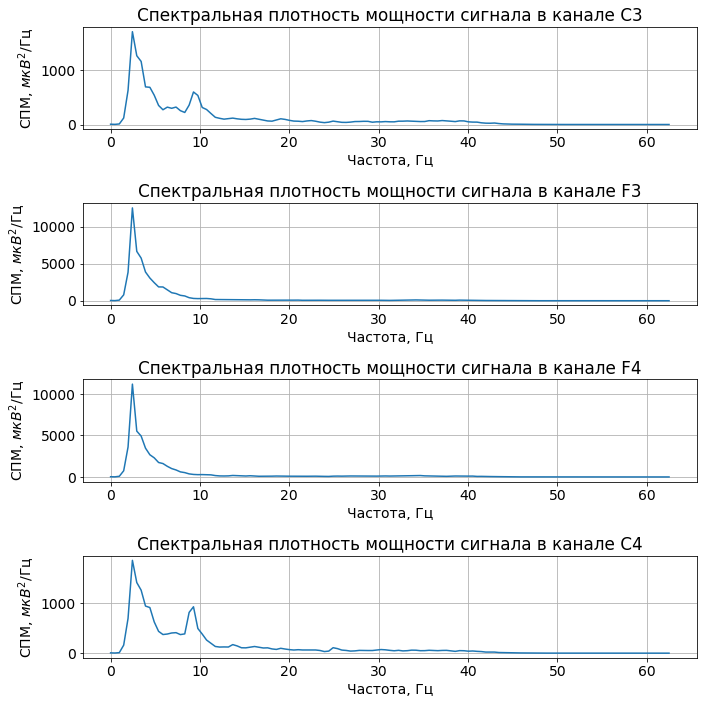 Спектральная плотность мощности сигнала в канале C3
СПМ, мкВ²/Гц
1000
0
0 10 20 30 40 50 60
Частота, Гц
Спектральная плотность мощности сигнала в канале F3
СПМ, мкВ²/Гц
10000
5000
0
0 10 20 30 40 50 60
Частота, Гц
Спектральная плотность мощности сигнала в канале F4
СПМ, мкВ²/Гц
10000
5000
0
0 10 20 30 40 50 60
Частота, Гц
Спектральная плотность мощности сигнала в канале C4
СПМ, мкВ²/Гц
1000
0
0 10 20 30 40 50 60
Частота, Гц